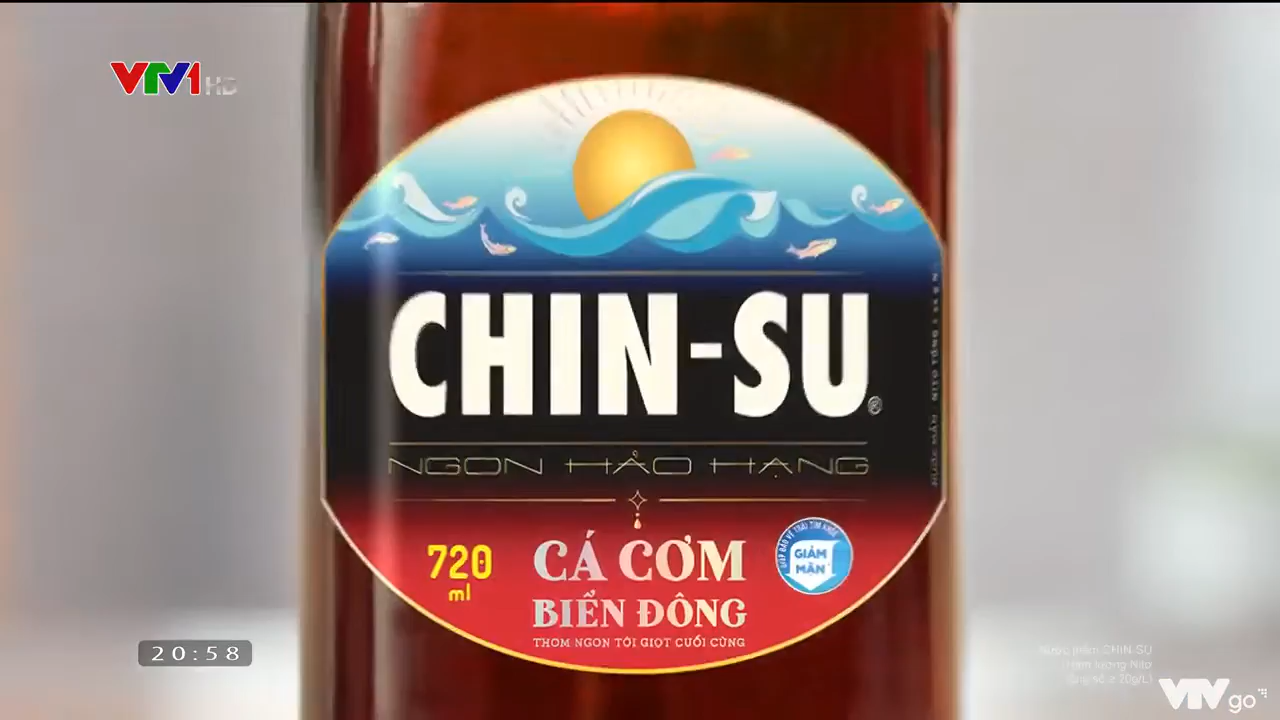 VTV1 HD
CHIN-SU®
NGON HẢO HẠNG
720
ml
CÁ CƠM
BIỂN ĐÔNG
THƠM NGON TỚI GIỌT CUỐI CÙNG
GIẢM
MẶN
20:58
Nước mắm CHIN-SU
VTV go